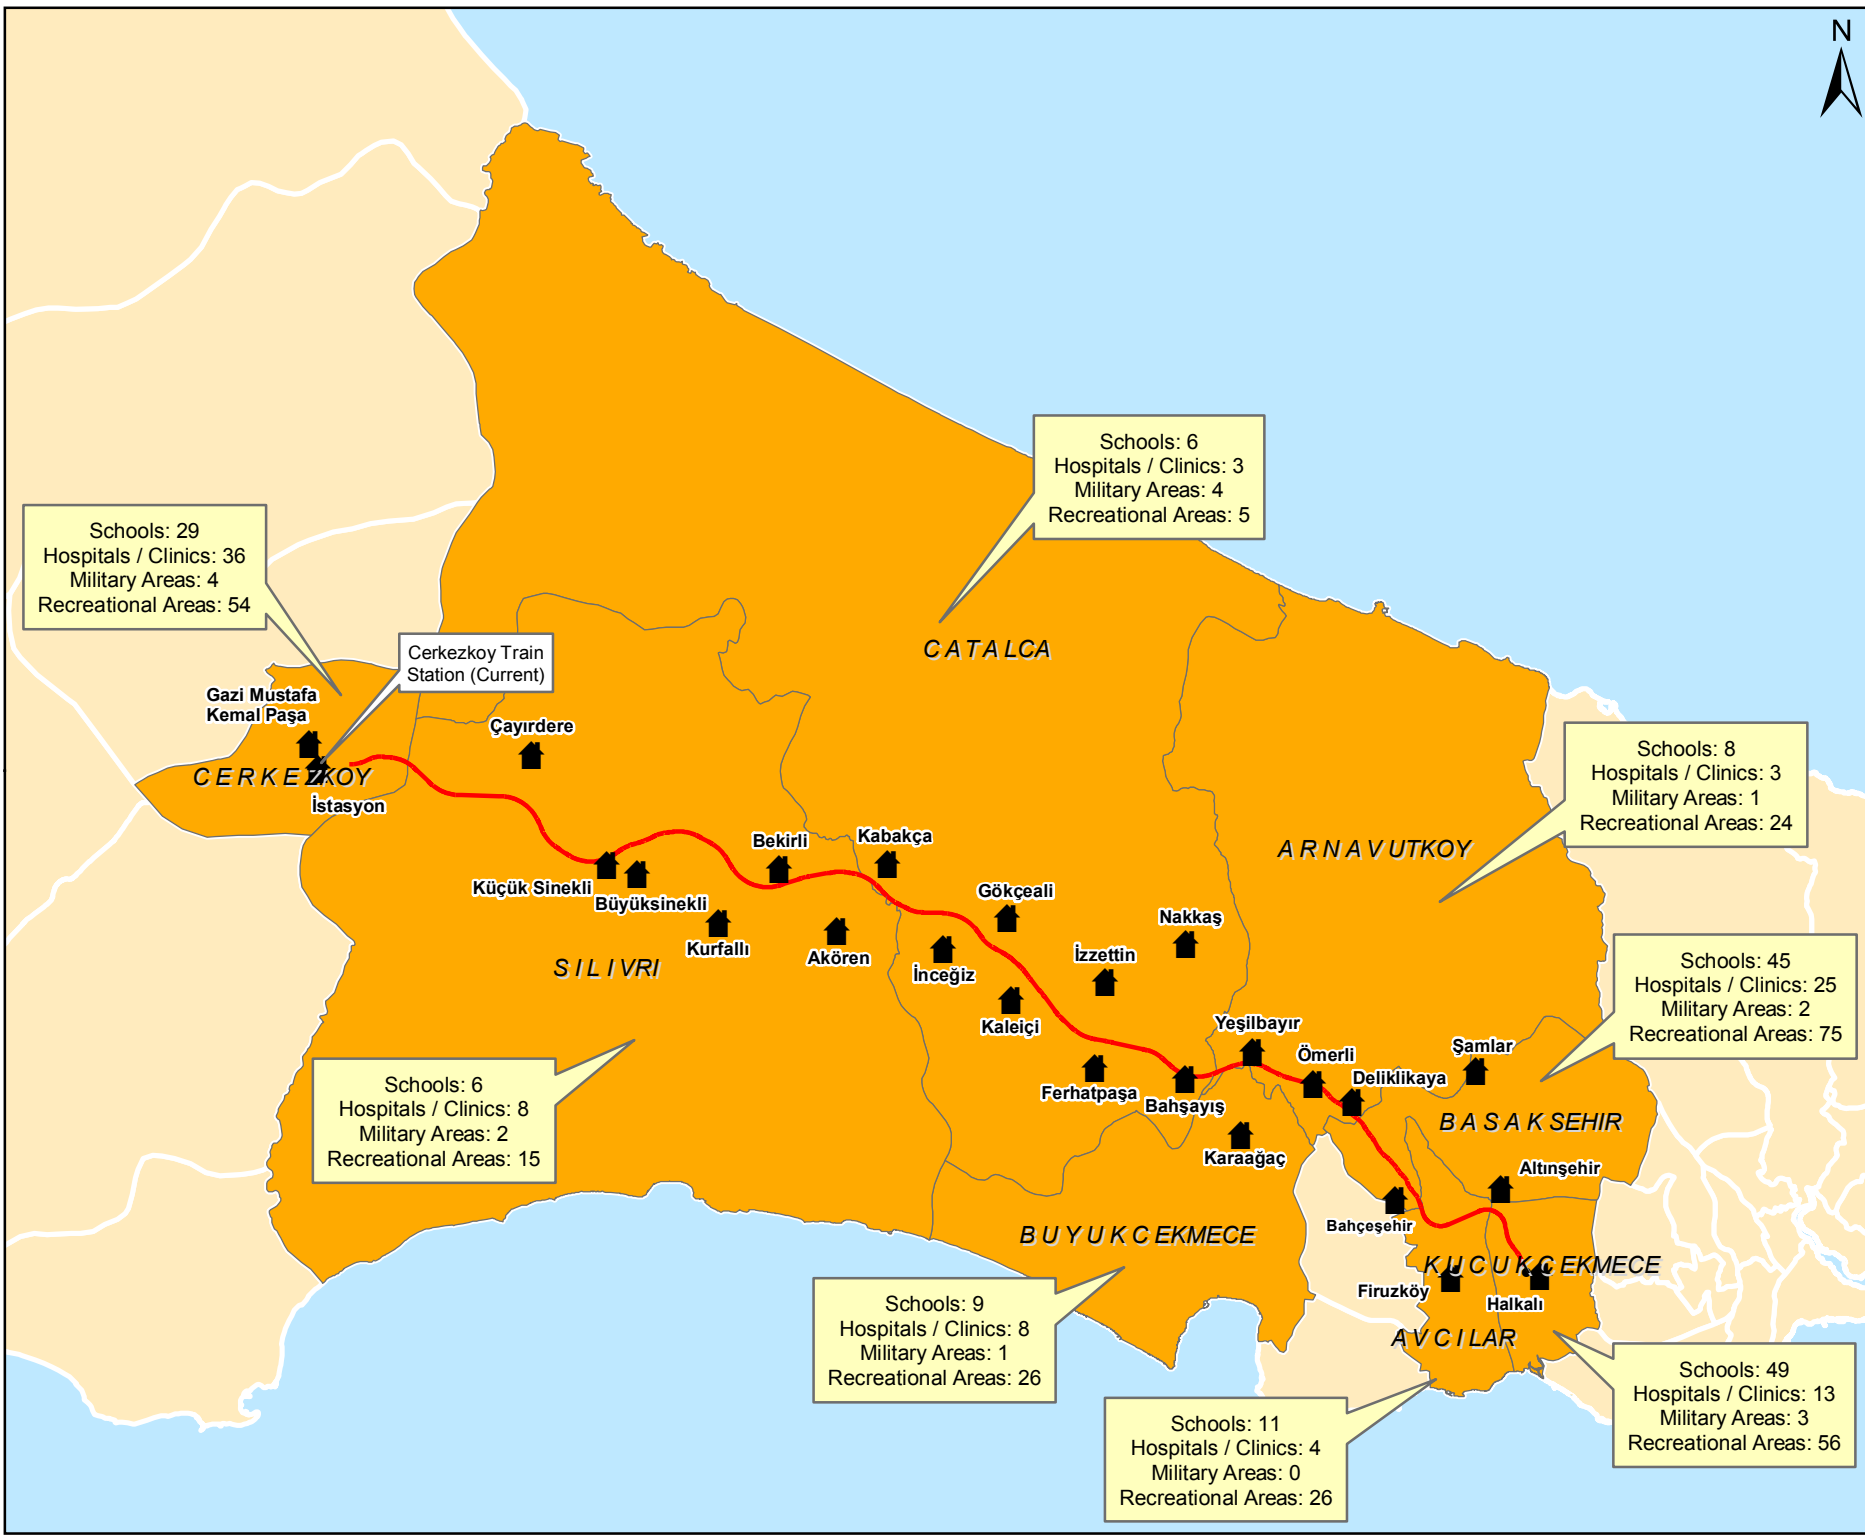 N
Schools: 6
Hospitals / Clinics: 3
Military Areas: 4
Recreational Areas: 5
Schools: 29
Hospitals / Clinics: 36
Military Areas: 4
Recreational Areas: 54
Cerkezkoy Train
Station (Current)
CATALCA
Gazi Mustafa
Kemal Paşa
Çayırdere
CERKEZKOY
İstasyon
Schools: 8
Hospitals / Clinics: 3
Military Areas: 1
Recreational Areas: 24
Bekirli
Kabakça
ARNAVUTKOY
Küçük Sinekli
Büyüksinekli
Gökçeali
Nakkaş
Kurfallı
Akören
İnceğiz
İzzettin
SILIVRI
Schools: 45
Hospitals / Clinics: 25
Military Areas: 2
Recreational Areas: 75
Kaleiçi
Yeşilbayır
Ömerli
Şamlar
Deliklikaya
Ferhatpaşa
Bahşayış
Schools: 6
Hospitals / Clinics: 8
Military Areas: 2
Recreational Areas: 15
BASAKSEHIR
Karaağaç
Altınşehir
Bahçeşehir
BUYUKCEKMECE
KUCUKCEKMECE
Firuzköy
Halkalı
AVCILAR
Schools: 9
Hospitals / Clinics: 8
Military Areas: 1
Recreational Areas: 26
Schools: 49
Hospitals / Clinics: 13
Military Areas: 3
Recreational Areas: 56
Schools: 11
Hospitals / Clinics: 4
Military Areas: 0
Recreational Areas: 26